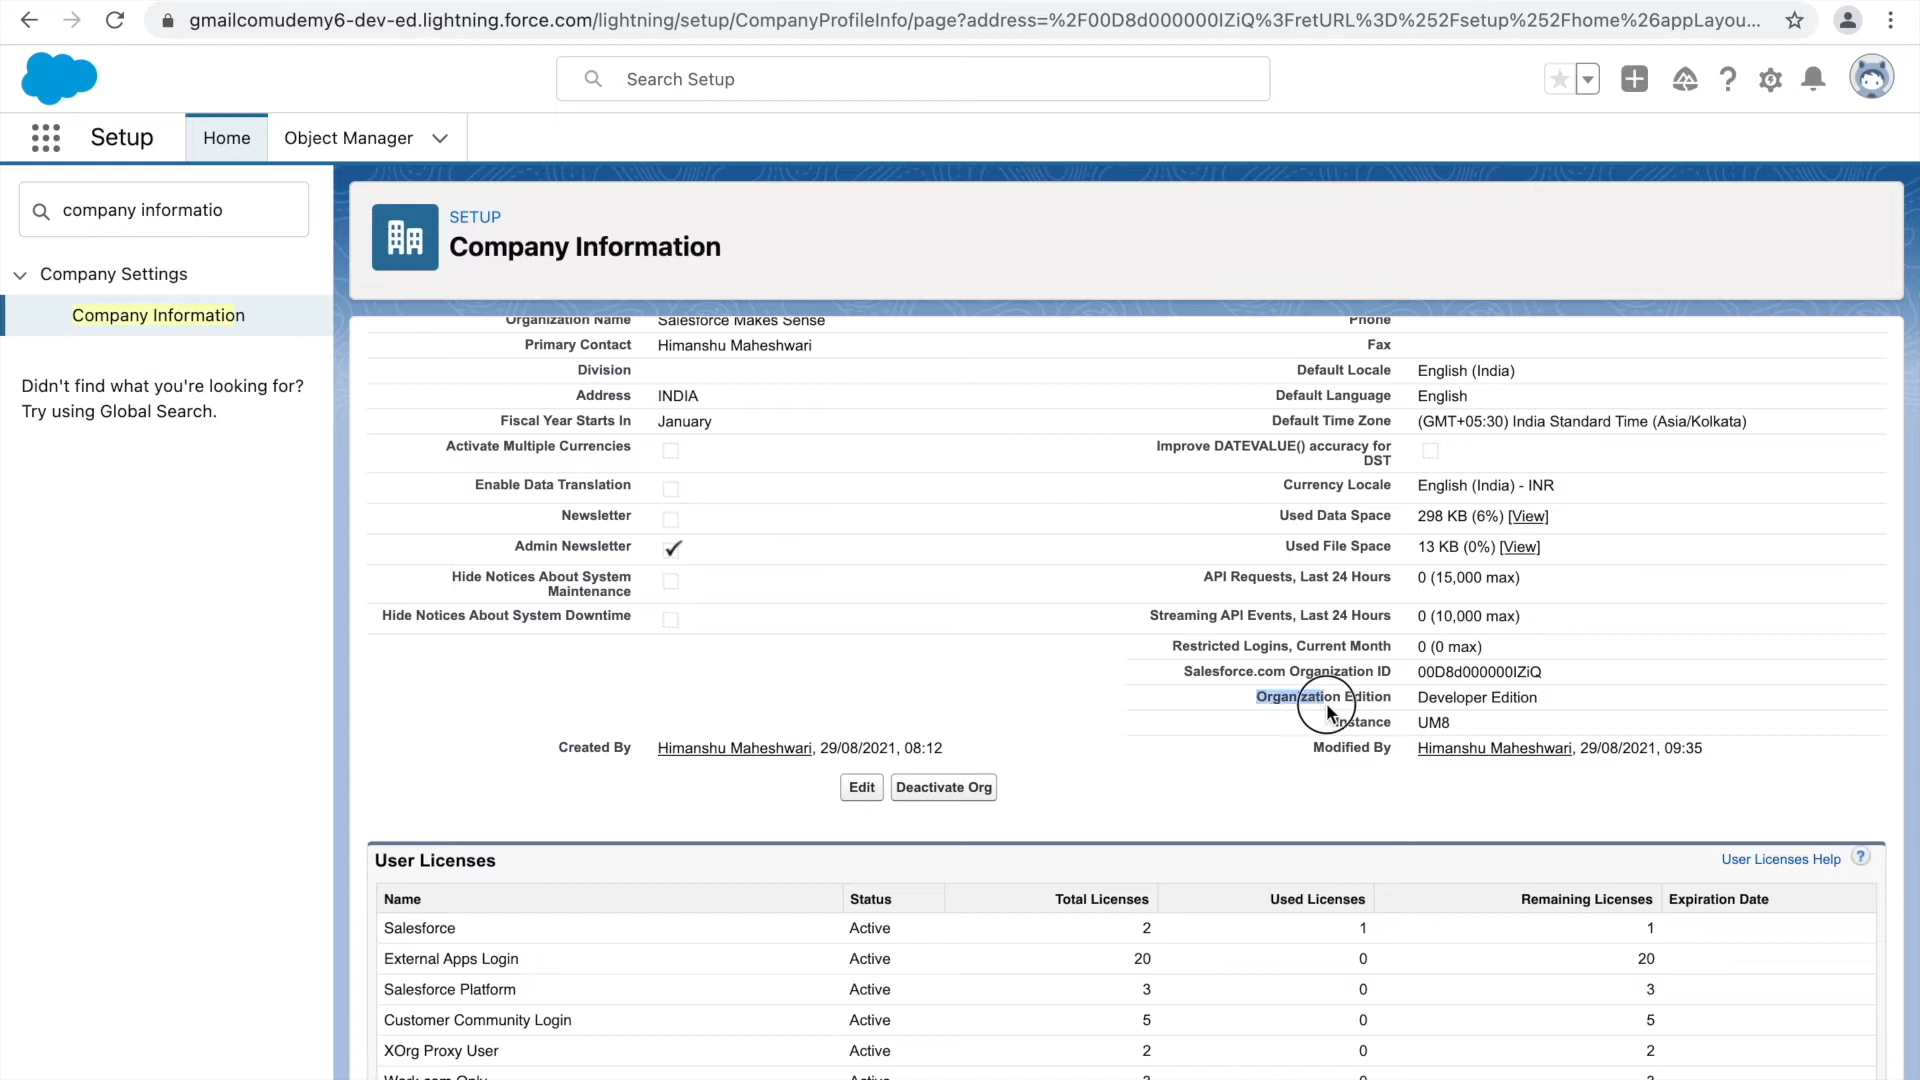 gmailcomudemy6-dev-ed.lightning.force.com/lightning/setup/CompanyProfileInfo/page?address=%2F00D8d000000IZiQ%3FretURL%3D%252Fsetup%252Fhome%26appLayou...
Search Setup
Setup
Home
Object Manager
company informatio
Company Settings
Company Information
Didn't find what you're looking for?
Try using Global Search.
SETUP
Company Information
Organization Name Salesforce Makes Sense Phone
Primary Contact Himanshu Maheshwari Fax
Division Default Locale English (India)
Address INDIA Default Language English
Fiscal Year Starts In January Default Time Zone (GMT+05:30) India Standard Time (Asia/Kolkata)
Activate Multiple Currencies Improve DATEVALUE() accuracy for
DST
Enable Data Translation Currency Locale English (India) - INR
Newsletter Used Data Space 298 KB (6%) [View]
Admin Newsletter Used File Space 13 KB (0%) [View]
Hide Notices About System API Requests, Last 24 Hours 0 (15,000 max)
Maintenance
Hide Notices About System Downtime Streaming API Events, Last 24 Hours 0 (10,000 max)
Restricted Logins, Current Month 0 (0 max)
Salesforce.com Organization ID 00D8d000000IZiQ
Organization Edition Developer Edition
Instance UM8
Created By Himanshu Maheshwari, 29/08/2021, 08:12 Modified By Himanshu Maheshwari, 29/08/2021, 09:35
Edit Deactivate Org
User Licenses User Licenses Help ?
Name Status Total Licenses Used Licenses Remaining Licenses Expiration Date
Salesforce Active 2 1 1
External Apps Login Active 20 0 20
Salesforce Platform Active 3 0 3
Customer Community Login Active 5 0 5
XOrg Proxy User Active 2 0 2
Work.com Only Active 3 0 3